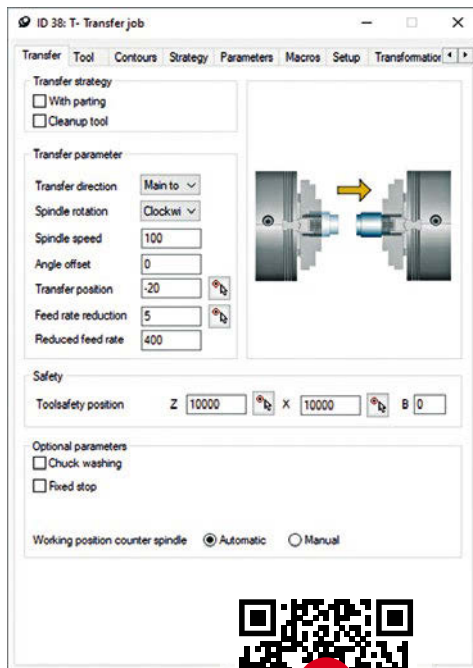 ID 38: T- Transfer job
Transfer Tool Contours Strategy Parameters Macros Setup Transformation
Transfer strategy
With parting
Cleanup tool
Transfer parameter
Transfer direction Main to
Spindle rotation Clockwi
Spindle speed 100
Angle offset 0
Transfer position -20
Feed rate reduction 5
Reduced feed rate 400
Safety
Toolsafety position Z 10000 X 10000 B 0
Optional parameters
Chuck washing
Fixed stop
Working position counter spindle Automatic Manual